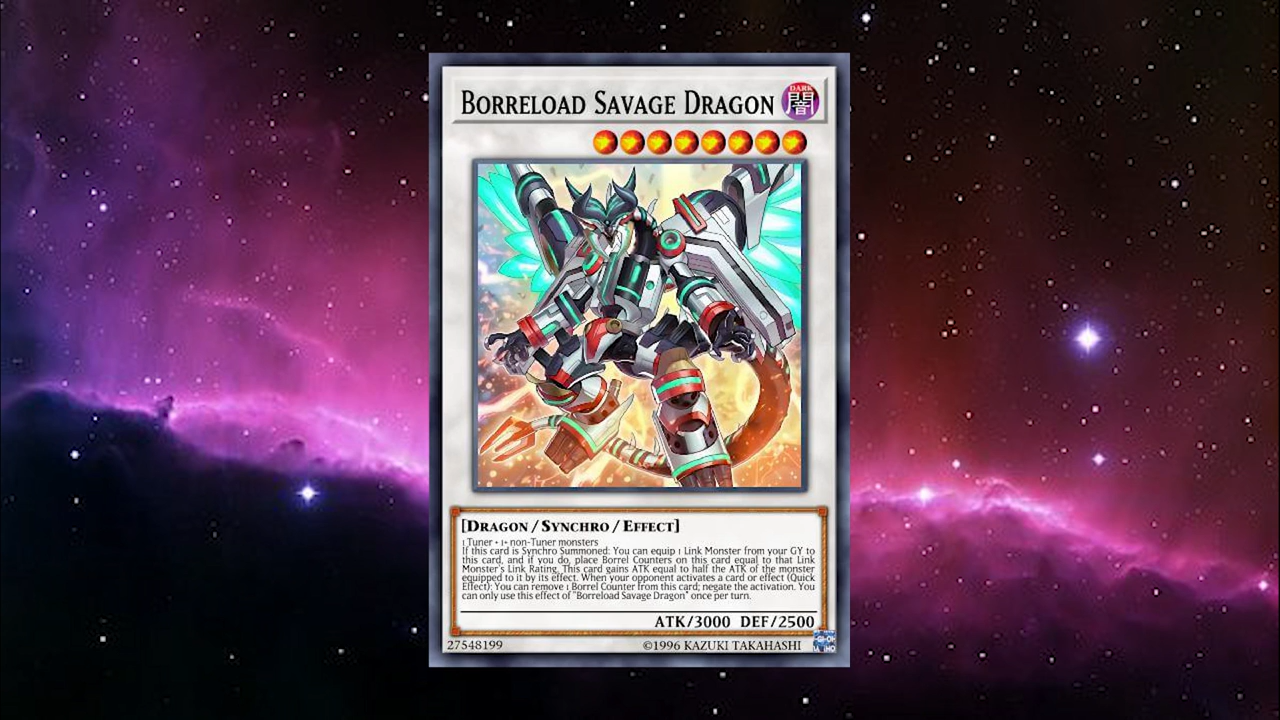 BORRELOAD SAVAGE DRAGON
DARK
闇
[DRAGON / SYNCHRO / EFFECT]
1 Tuner + 1+ non-Tuner monsters
If this card is Synchro Summoned: You can equip 1 Link Monster from your GY to
this card, and if you do, place Borrel Counters on this card equal to that Link
Monster's Link Rating. This card gains ATK equal to half the ATK of the monster
equipped to it by its effect. When your opponent activates a card or effect (Quick
Effect): You can remove 1 Borrel Counter from this card; negate the activation. You
can only use this effect of "Borreload Savage Dragon" once per turn.
ATK/3000 DEF/2500
27548199
©1996 KAZUKI TAKAHASHI